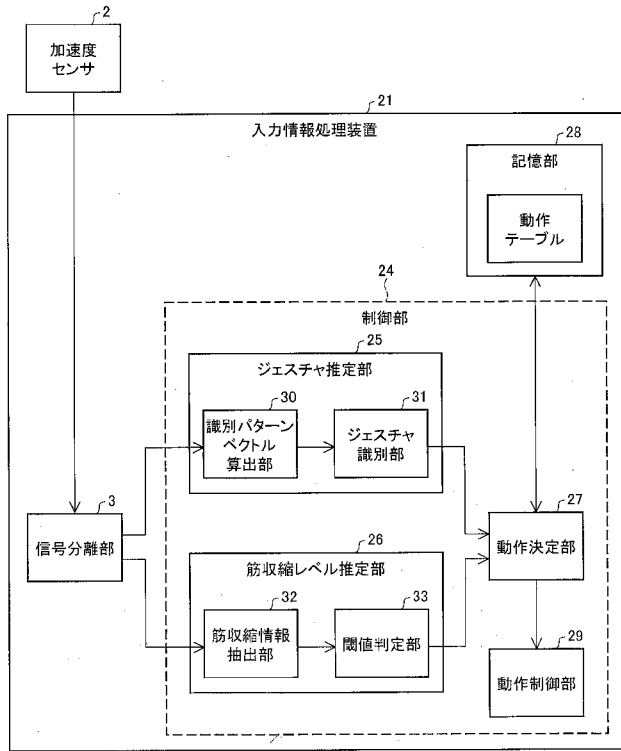 2
加速度
センサ
21
入力情報処理装置
28
記憶部
動作
テーブル
24
制御部
25
ジェスチャ推定部
30
識別パターン
ベクトル
算出部
31
ジェスチャ
識別部
3
信号分離部
27
動作決定部
26
筋収縮レベル推定部
32
筋収縮情報
抽出部
33
閾値判定部
29
動作制御部